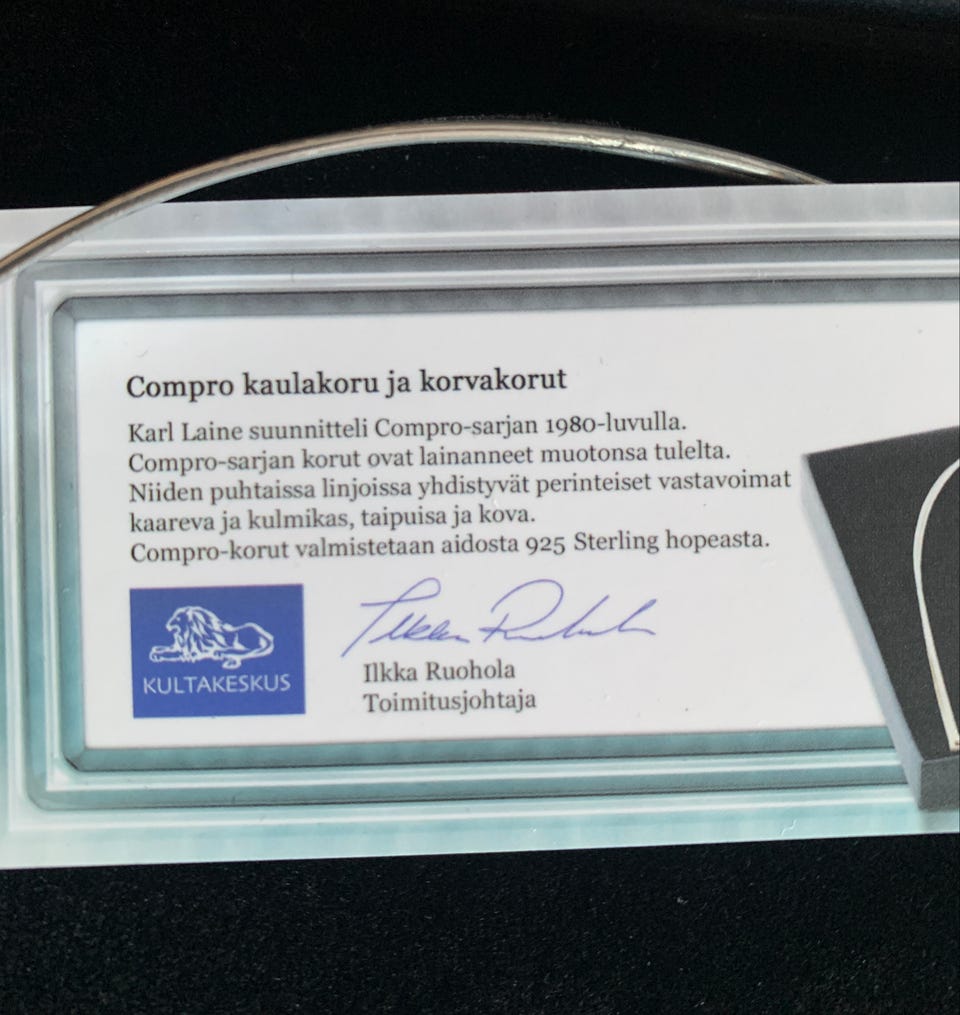 Compro kaulakoru ja korvakorut
Karl Laine suunnitteli Compro-sarjan 1980-luvulla.
Compro-sarjan korut ovat lainanneet muotonsa tulelta.
Niiden puhtaissa linjoissa yhdistyvät perinteiset vastavoimat
kaareva ja kulmikas, taipuisa ja kova.
Compro-korut valmistetaan aidosta 925 Sterling hopeasta.
KULTAKESKUS
Ilkka Ruohola
Ilkka Ruohola
Toimitusjohtaja